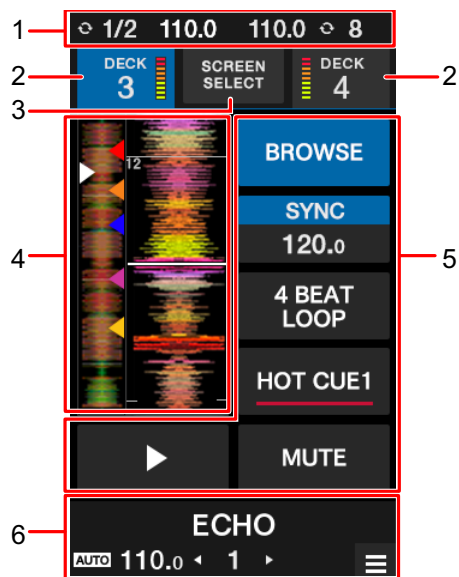 1 1/2 110.0 110.0 8
2 DECK 3 SCREEN SELECT DECK 4 2
3
12
BROWSE
SYNC
4 120.0 5
4 BEAT
LOOP
HOT CUE1
MUTE
ECHO
6 AUTO 110.0 1